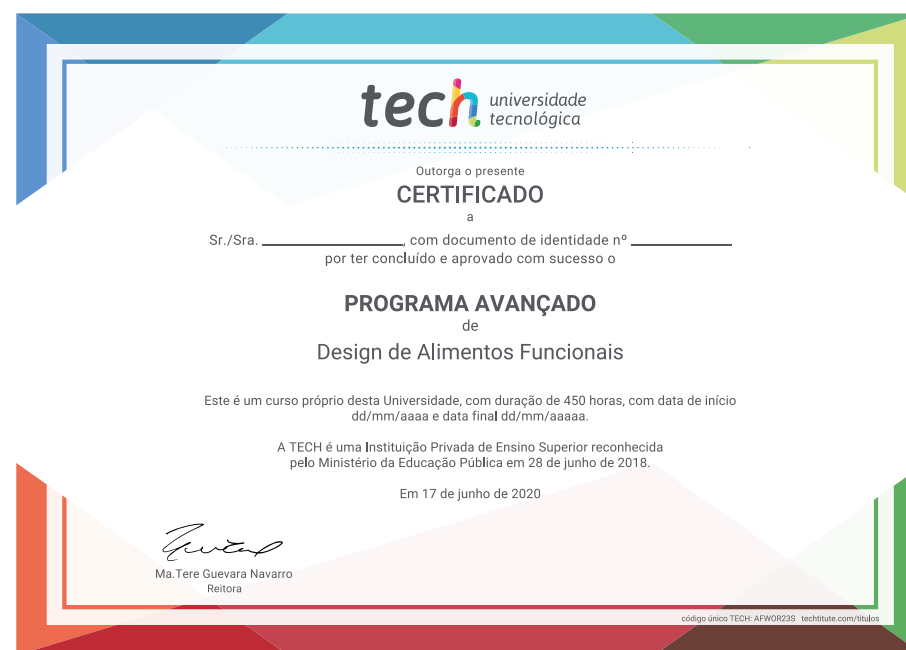 tech universidade
tecnológica
Outorga o presente
CERTIFICADO
a
Sr./Sra. , com documento de identidade nº
por ter concluído e aprovado com sucesso o
PROGRAMA AVANÇADO
de
Design de Alimentos Funcionais
Este é um curso próprio desta Universidade, com duração de 450 horas, com data de início
dd/mm/aaaa e data final dd/mm/aaaaa.
A TECH é uma Instituição Privada de Ensino Superior reconhecida
pelo Ministério da Educação Pública em 28 de junho de 2018.
Em 17 de junho de 2020
Ma.Tere Guevara Navarro
Reitora
código único TECH: AFWOR23S techtitute.com/titulos